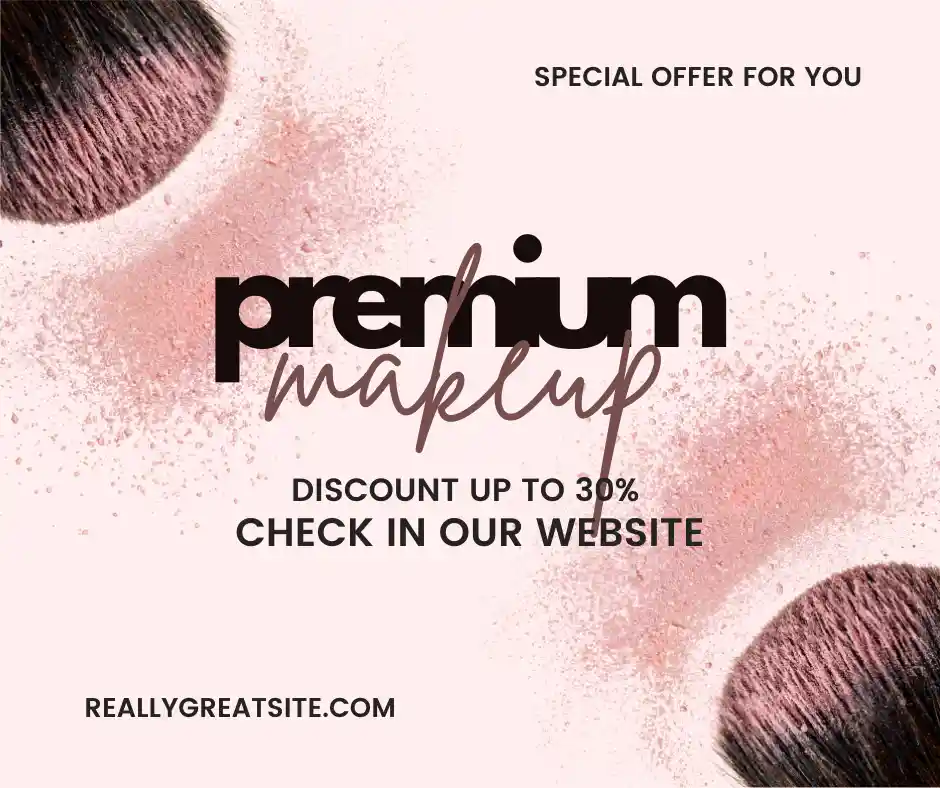 SPECIAL OFFER FOR YOU
premium
makeup
DISCOUNT UP TO 30%
CHECK IN OUR WEBSITE
REALLYGREATSITE.COM